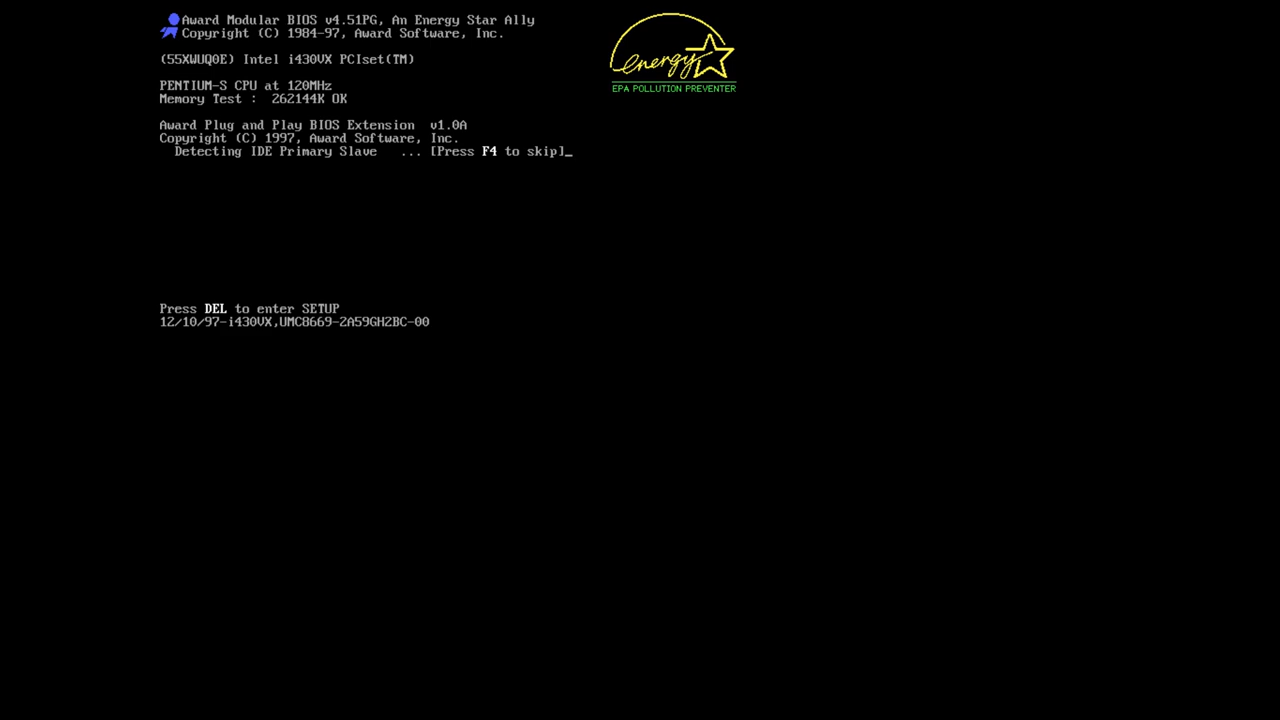 Award Modular BIOS v4.51PG, An Energy Star Ally
Copyright (C) 1984-97, Award Software, Inc.
energy
EPA POLLUTION PREVENTER
(55XWUQ0E) Intel i430VX PCIset(TM)
PENTIUM-S CPU at 120MHz
Memory Test :  262144K OK
Award Plug and Play BIOS Extension  v1.0A
Copyright (C) 1997, Award Software, Inc.
Detecting IDE Primary Slave   ... [Press F4 to skip]_
Press DEL to enter SETUP
12/10/97-i430VX,UMC8669-2A59GH2BC-00